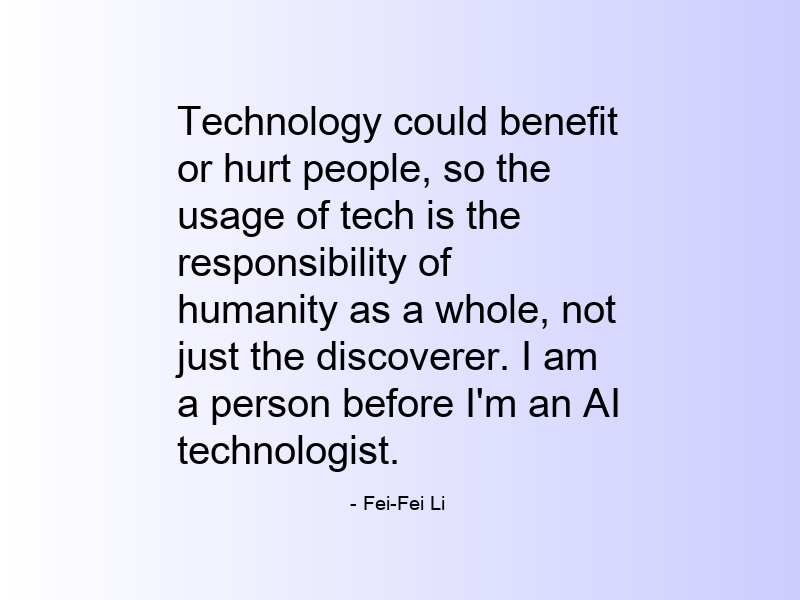 Technology could benefit
or hurt people, so the
usage of tech is the
responsibility of
humanity as a whole, not
just the discoverer. I am
a person before I'm an AI
technologist.
- Fei-Fei Li